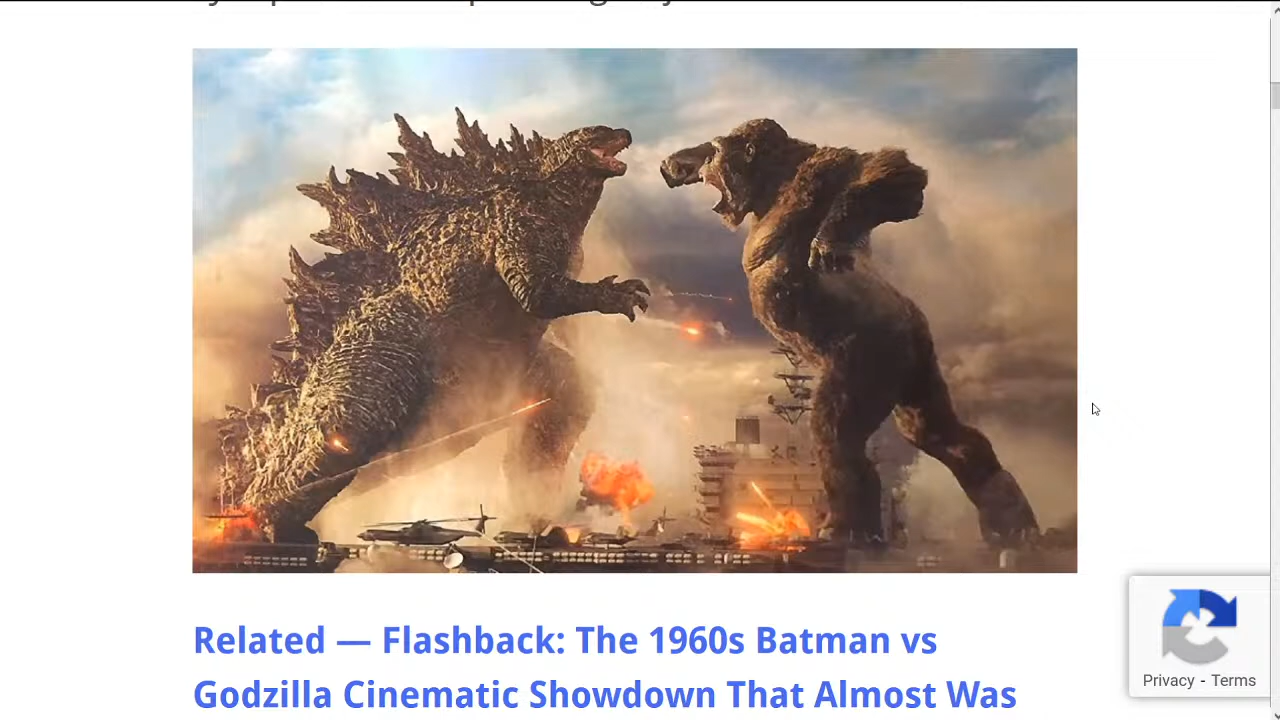 Related — Flashback: The 1960s Batman vs
Godzilla Cinematic Showdown That Almost Was
Privacy - Terms